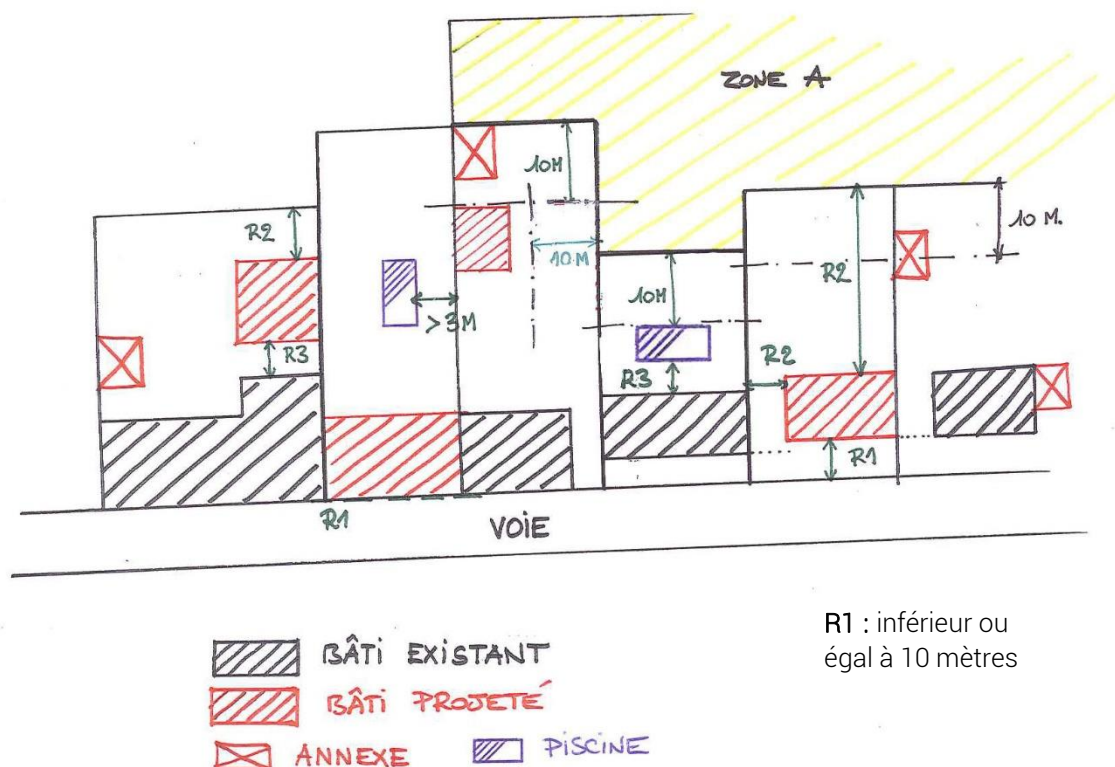 ZONE A
10M
10 M.
R2
R2
10M
10M
> 3M
R3
R3
R2
R1
R1
VOIE
R1 : inférieur ou
égal à 10 mètres
BÂTI EXISTANT
BÂTI PROJETÉ
ANNEXE
PISCINE